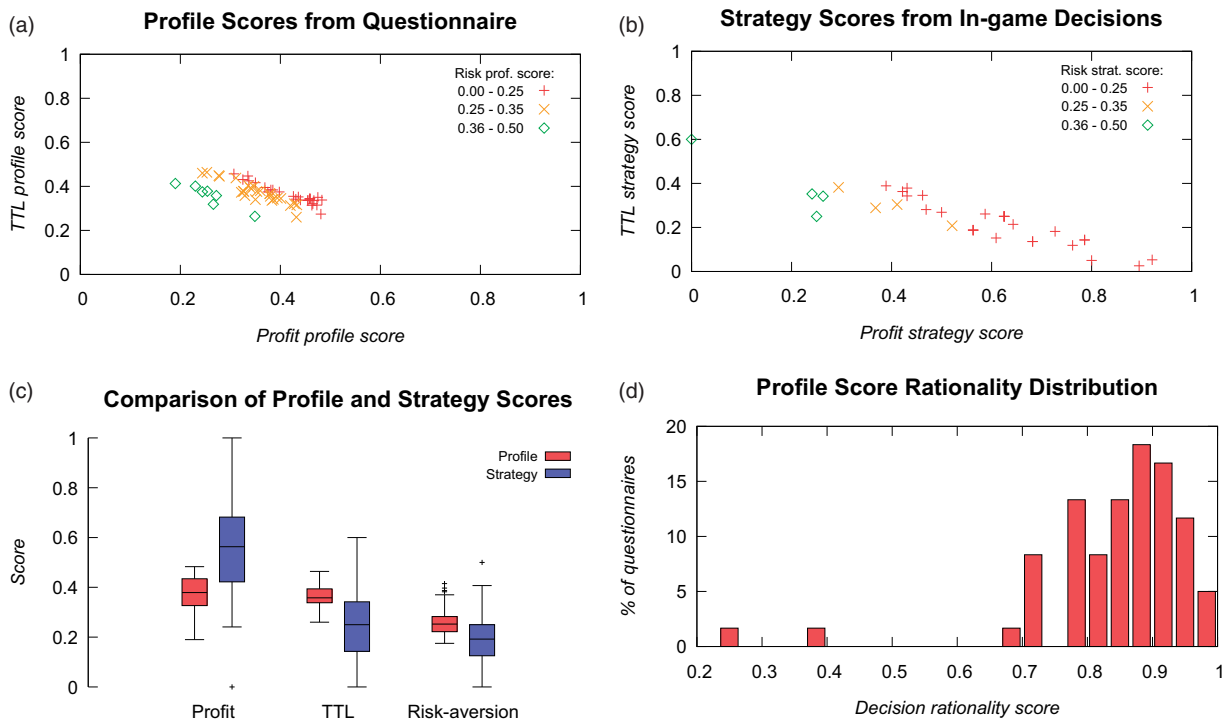 (a)
Profile Scores from Questionnaire
TTL profile score
1
0.8
0.6
0.4
0.2
0
Risk prof. score:
0.00 - 0.25
0.25 - 0.35
0.36 - 0.50
0 0.2 0.4 0.6 0.8 1
Profit profile score
(b)
Strategy Scores from In-game Decisions
TTL strategy score
1
0.8
0.6
0.4
0.2
0
Risk strat. score:
0.00 - 0.25
0.25 - 0.35
0.36 - 0.50
0 0.2 0.4 0.6 0.8 1
Profit strategy score
(c)
Comparison of Profile and Strategy Scores
Score
1
0.8
0.6
0.4
0.2
0
Profile
Strategy
Profit TTL Risk-aversion
(d)
Profile Score Rationality Distribution
% of questionnaires
20
15
10
5
0
0.2 0.3 0.4 0.5 0.6 0.7 0.8 0.9 1
Decision rationality score